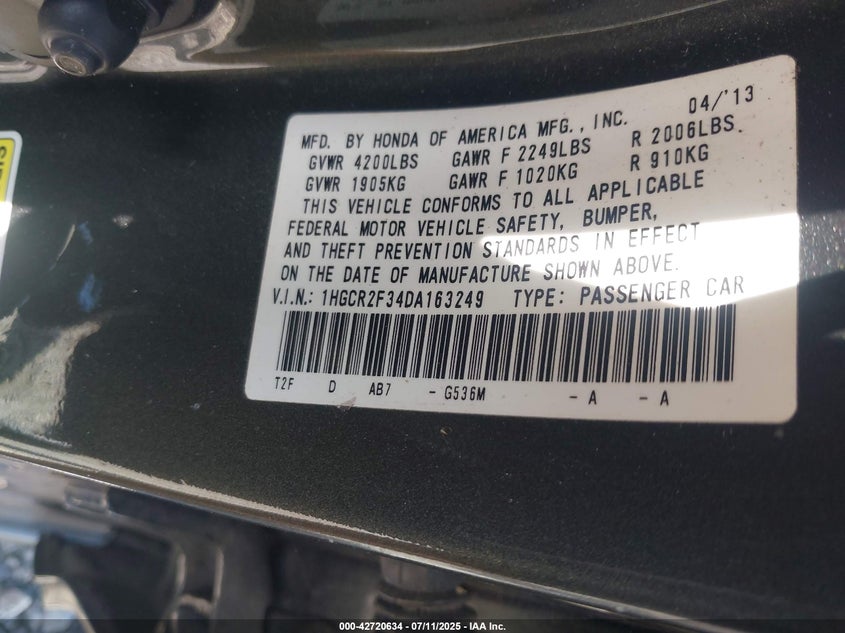 04/'13
MFD. BY HONDA OF AMERICA MFG., INC.
GVWR 4200LBS GAWR F 2249LBS R 2006LBS.
GVWR 1905KG GAWR F 1020KG R 910KG
THIS VEHICLE CONFORMS TO ALL APPLICABLE
FEDERAL MOTOR VEHICLE SAFETY, BUMPER,
AND THEFT PREVENTION STANDARDS IN EFFECT
ON THE DATE OF MANUFACTURE SHOWN ABOVE.
V.I.N.: 1HGCR2F34DA163249 TYPE: PASSENGER CAR
T2F D AB7 - G536M - A - A
000-42720634 - 07/11/2025 - IAA Inc.